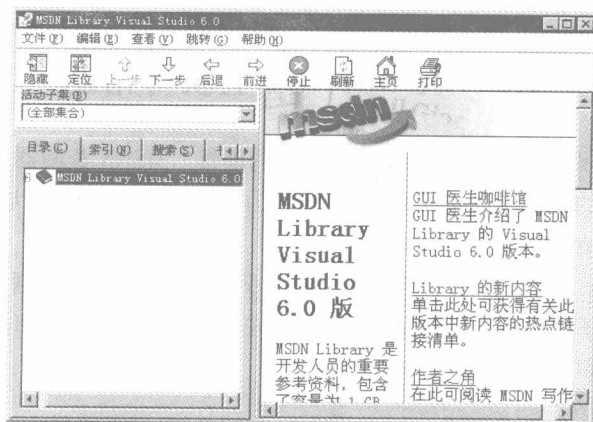 MSDN Library Visual Studio 6.0
文件(F) 编辑(E) 查看(V) 跳转(G) 帮助(H)
隐藏 定位 上一步 下一步 后退 前进 停止 刷新 主页 打印
活动子集(B)
(全部集合)
目录(C) 索引(N) 搜索(S)
MSDN Library Visual Studio 6.0
msdn
MSDN
Library
Visual
Studio
6.0 版
MSDN Library 是
开发人员的重要
参考资料，包含
了容量为 1 GB
GUI 医生咖啡馆
GUI 医生介绍了 MSDN
Library 的 Visual
Studio 6.0 版本。
Library 的新内容
单击此处可获得有关此
版本中新内容的热点链
接清单。
作者之角
在此可阅读 MSDN 写作